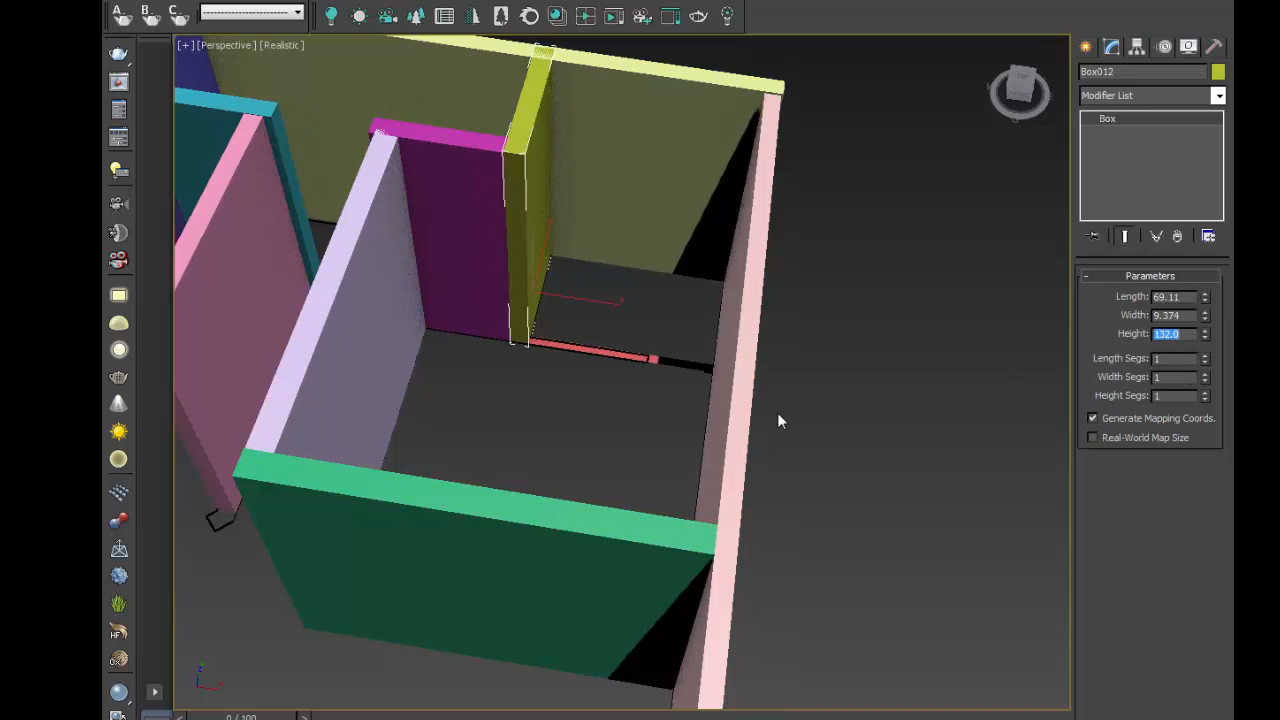 A...
B...
C...
[+] [Perspective] [Realistic]
Box012
Modifier List
Box
- Parameters
Length: 69.11
Width: 9.374
Height: 132.0
Length Segs: 1
Width Segs: 1
Height Segs: 1
Generate Mapping Coords.
Real-World Map Size
HF
0 / 100